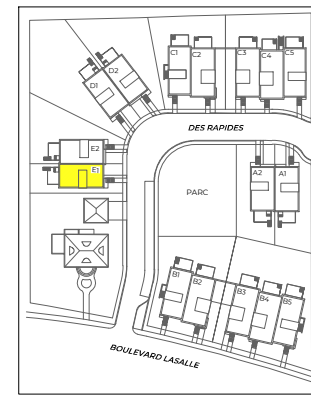 C1 C2 C3 C4 C5
D2
D1
DES RAPIDES
E2
E1
A2 A1
PARC
B1
B2
B3
B4
B5
BOULEVARD LASALLE